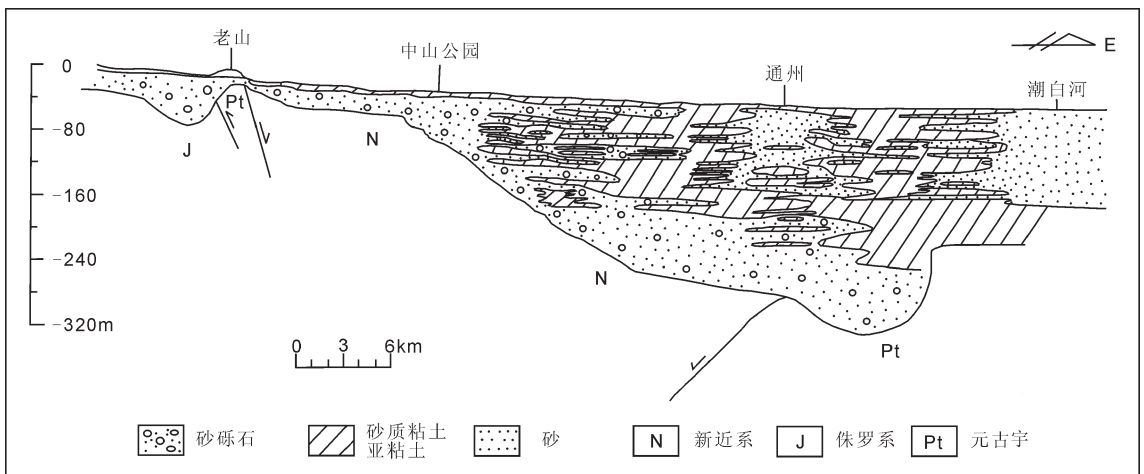 老山
中山公园
通州
潮白河
E
0
-80
-160
-240
-320m
Pt
J
N
N
Pt
0 3 6km
砂砾石
砂质粘土
亚粘土
砂
N 新近系
J 侏罗系
Pt 元古宇